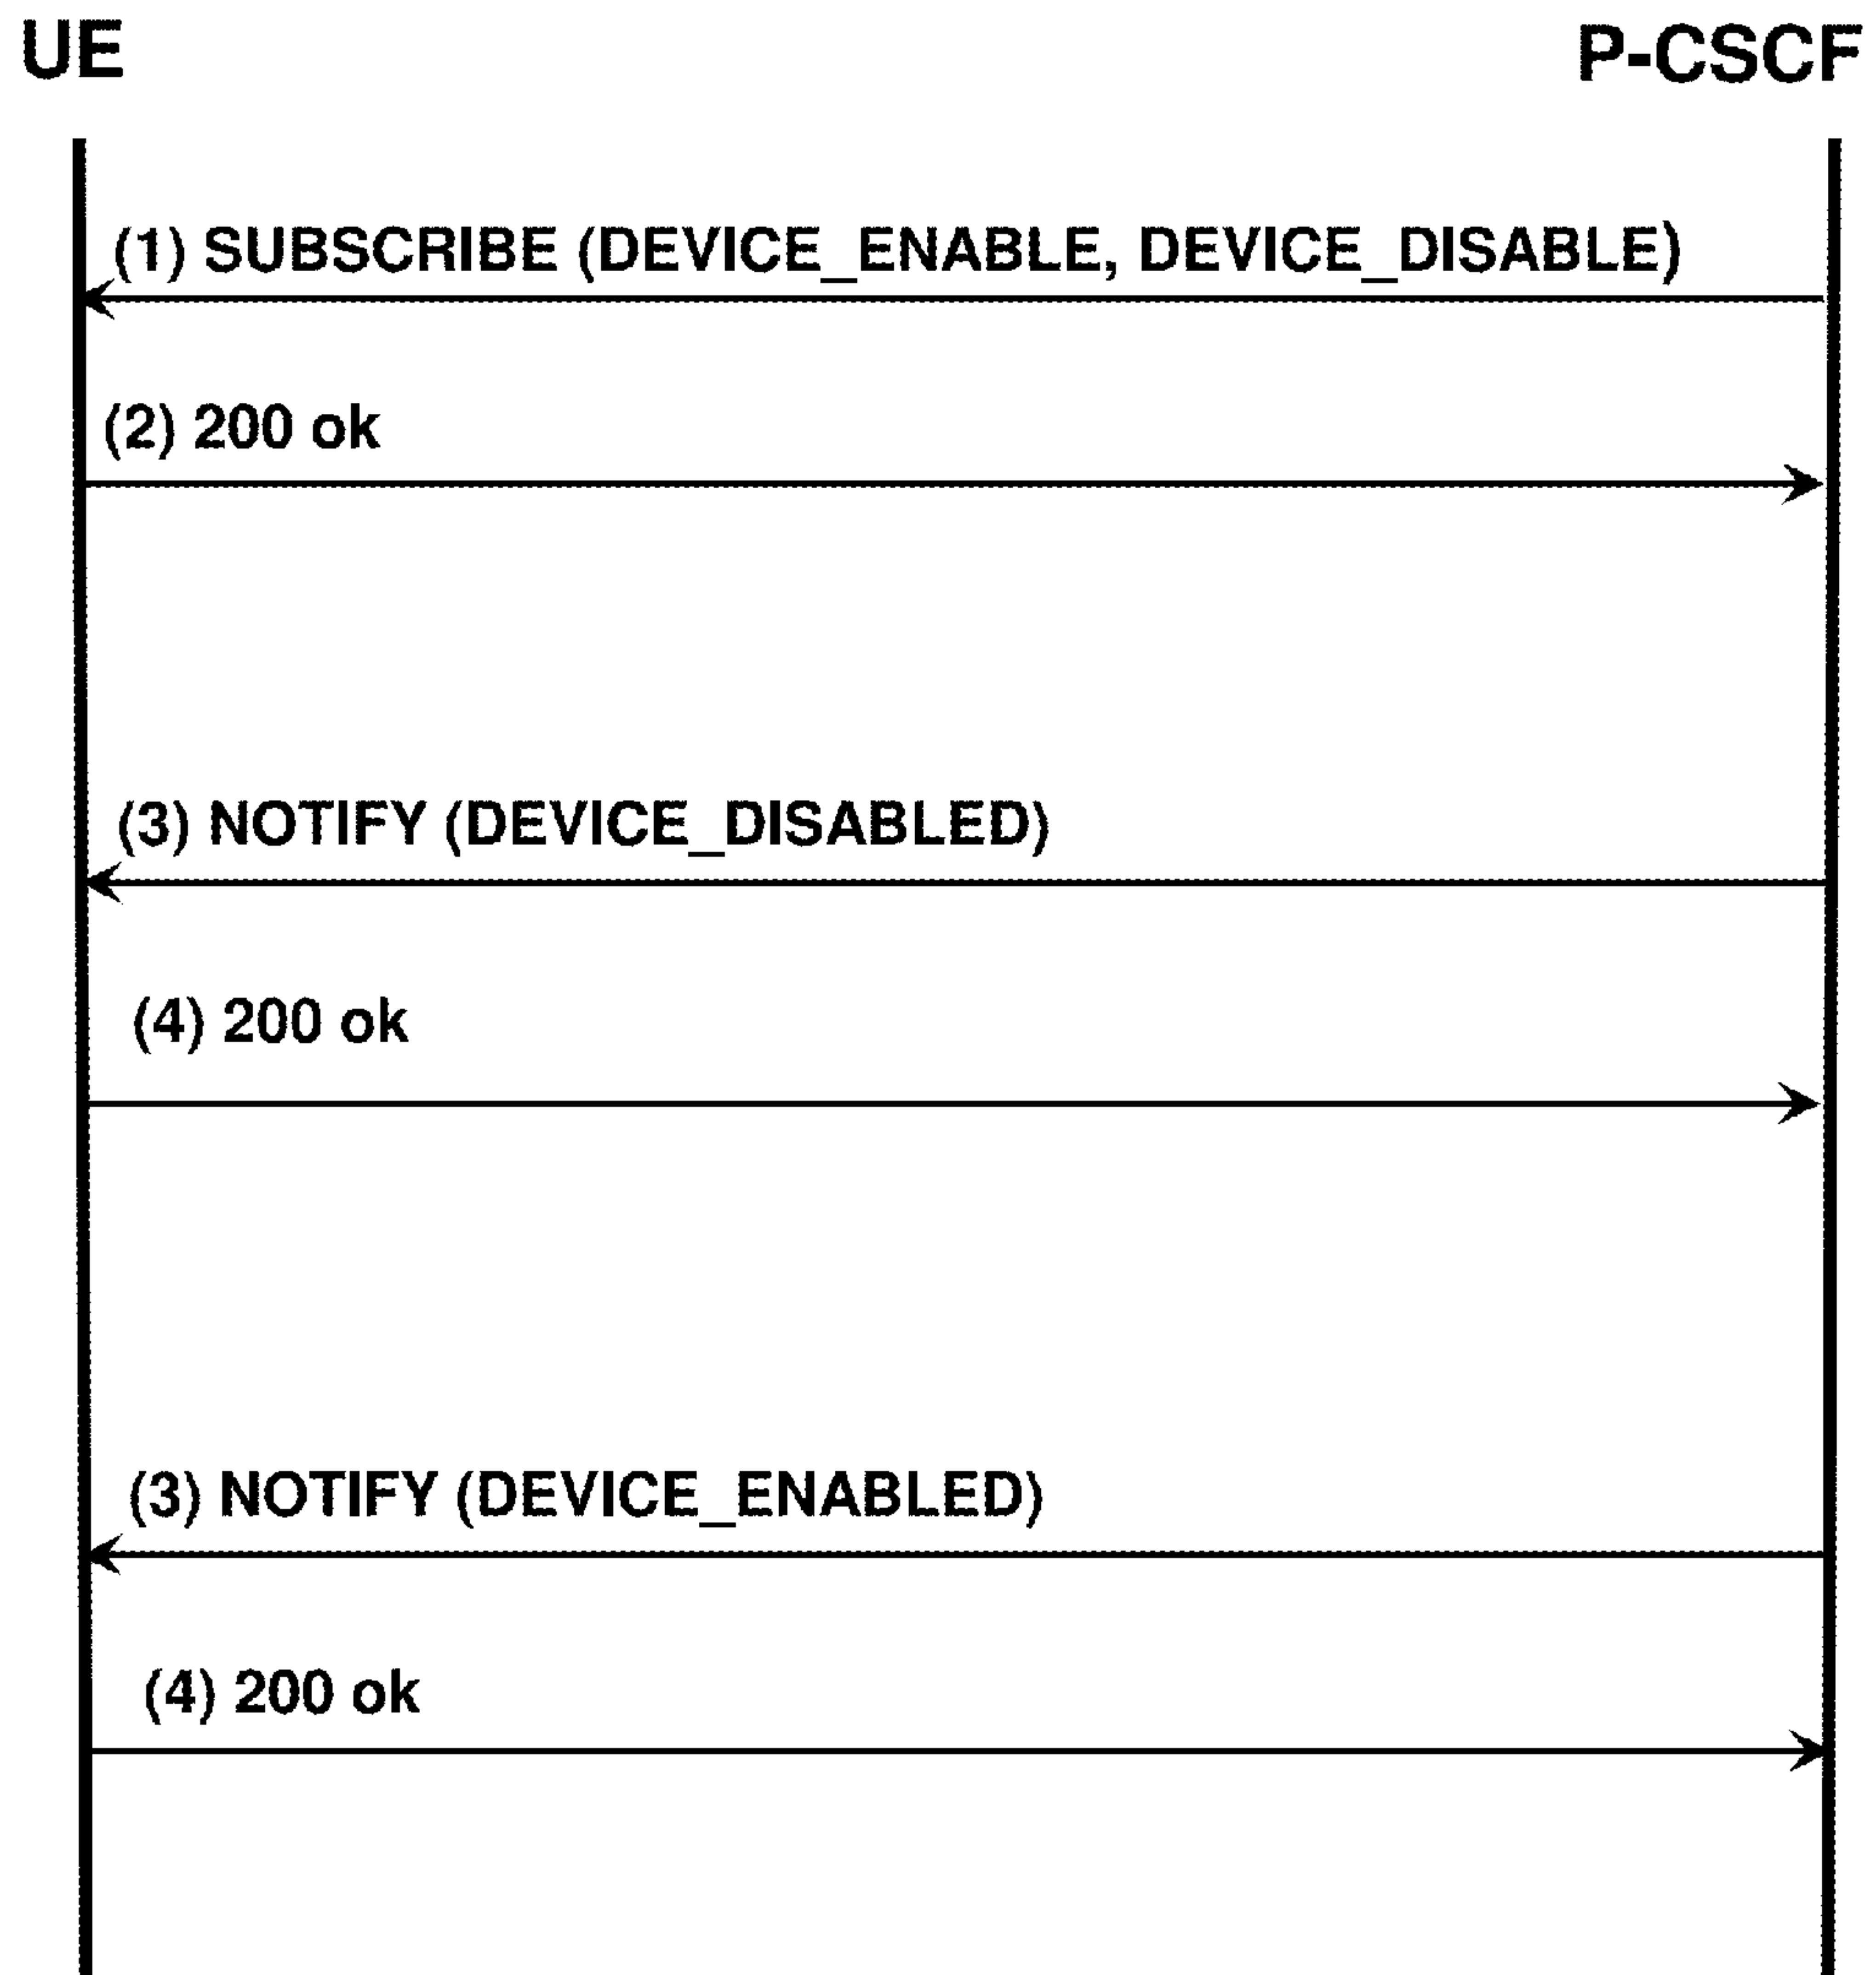 UE P-CSCF
(1) SUBSCRIBE (DEVICE_ENABLE, DEVICE_DISABLE)
(2) 200 ok
(3) NOTIFY (DEVICE_DISABLED)
(4) 200 ok
(3) NOTIFY (DEVICE_ENABLED)
(4) 200 ok